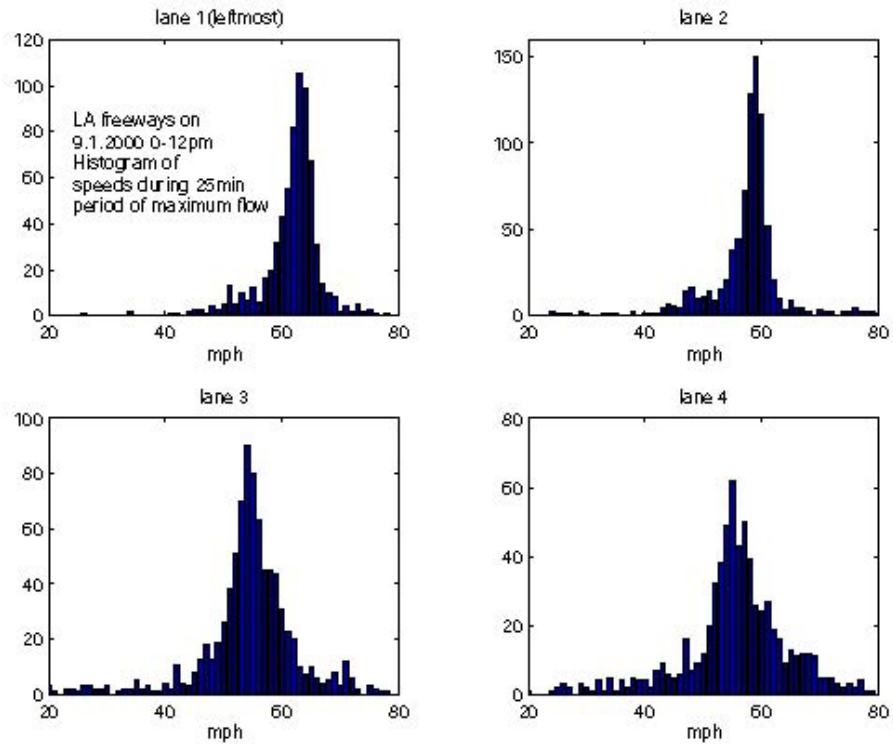 lane 1(leftmost)
120
100
80
60
40
20
0
20 40 60 80
mph
LA freeways on
9.1.2000 0-12pm
Histogram of
speeds during 25min
period of maximum flow
lane 2
150
100
50
0
20 40 60 80
mph
lane 3
100
80
60
40
20
0
20 40 60 80
mph
lane 4
80
60
40
20
0
20 40 60 80
mph